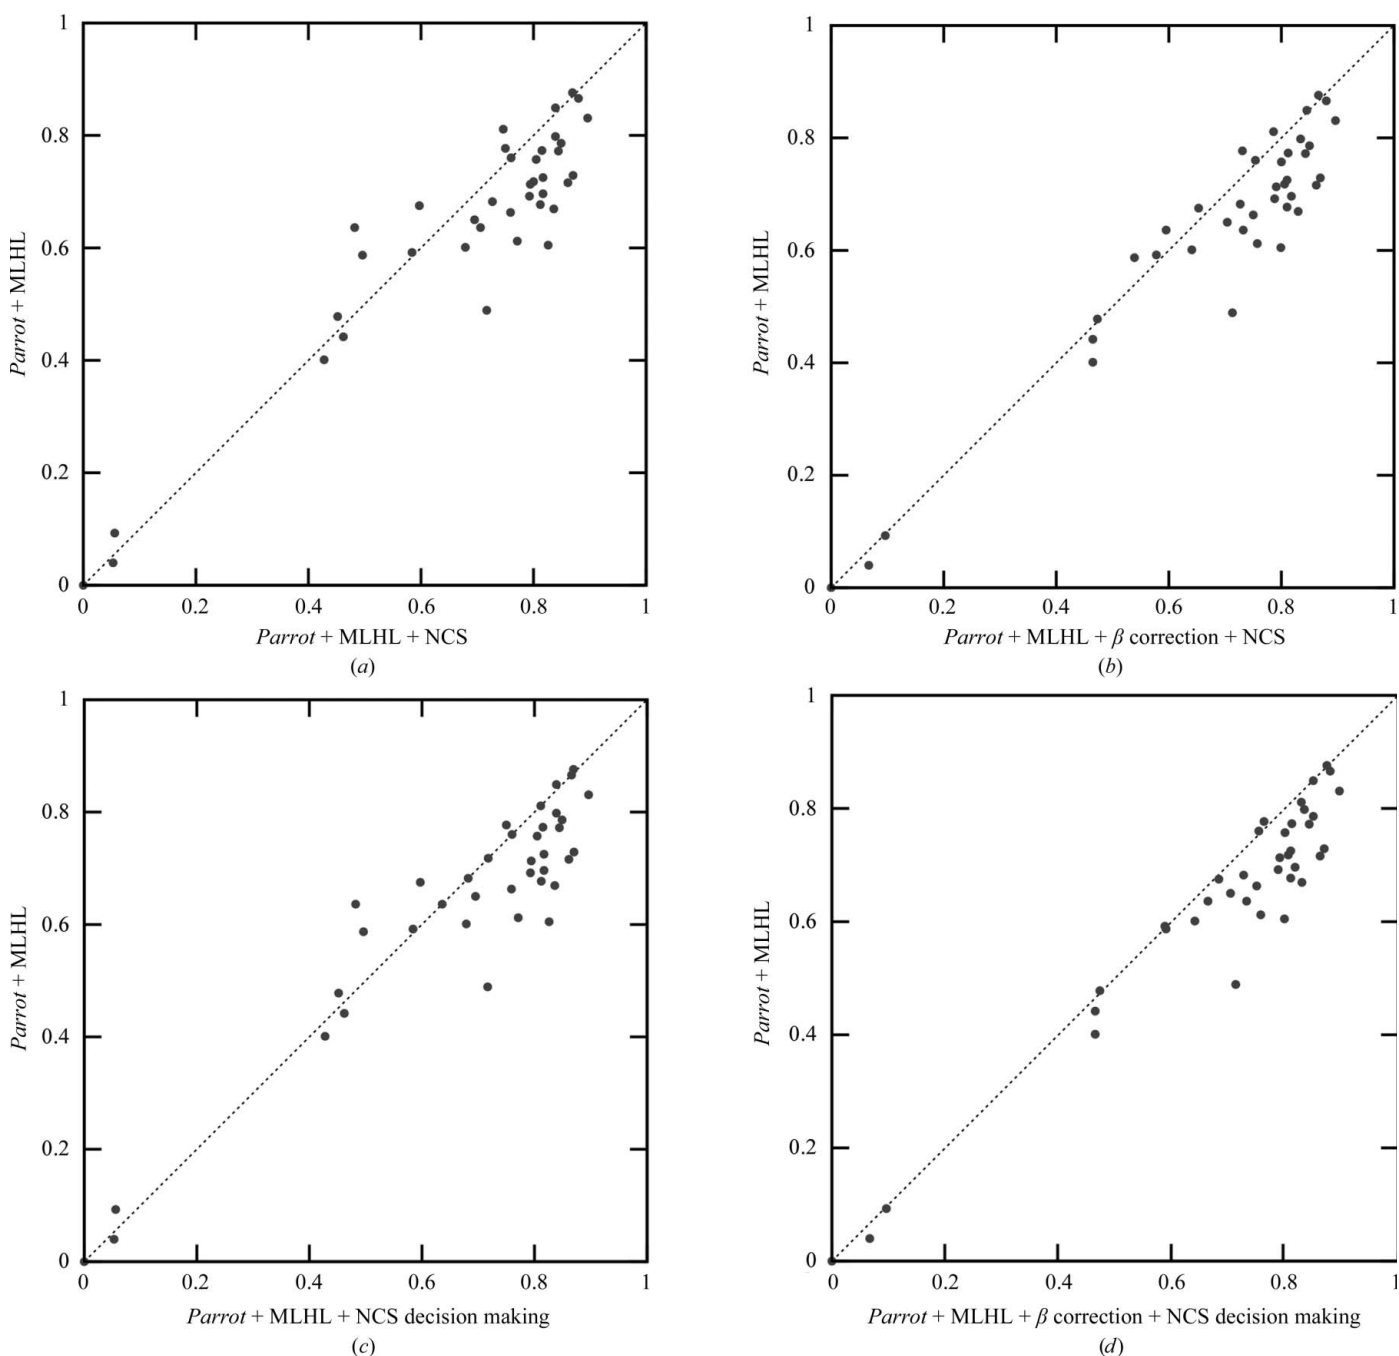 1
0.8
0.6
0.4
0.2
0
Parrot + MLHL
0 0.2 0.4 0.6 0.8 1
Parrot + MLHL + NCS
(a)
1
0.8
0.6
0.4
0.2
0
Parrot + MLHL
0 0.2 0.4 0.6 0.8 1
Parrot + MLHL + β correction + NCS
(b)
1
0.8
0.6
0.4
0.2
0
Parrot + MLHL
0 0.2 0.4 0.6 0.8 1
Parrot + MLHL + NCS decision making
(c)
1
0.8
0.6
0.4
0.2
0
Parrot + MLHL
0 0.2 0.4 0.6 0.8 1
Parrot + MLHL + β correction + NCS decision making
(d)